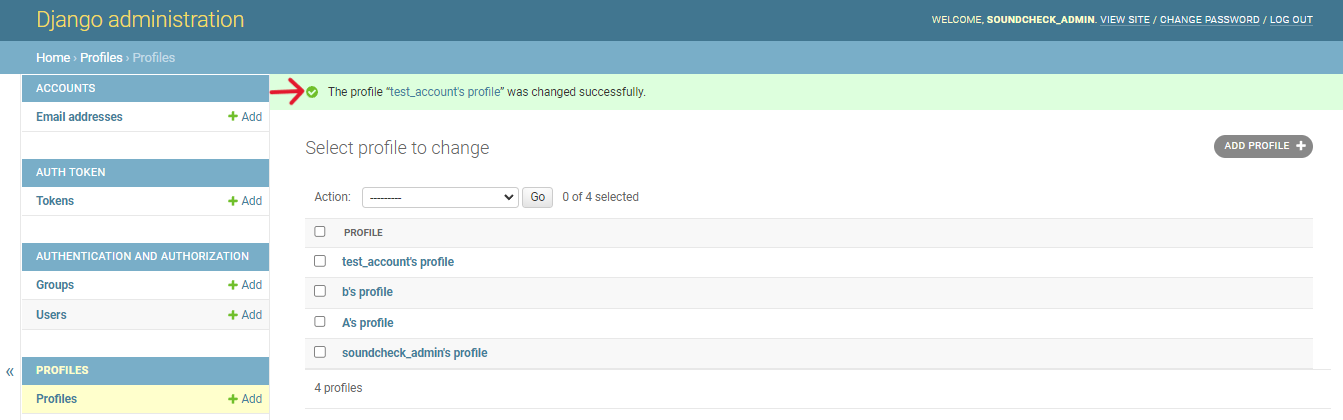 Django administration
WELCOME, SOUNDCHECK_ADMIN. VIEW SITE / CHANGE PASSWORD / LOG OUT
Home › Profiles › Profiles
ACCOUNTS
Email addresses + Add
AUTH TOKEN
Tokens + Add
AUTHENTICATION AND AUTHORIZATION
Groups + Add
Users + Add
«
PROFILES
Profiles + Add
The profile “test_account's profile” was changed successfully.
Select profile to change
ADD PROFILE +
Action: --------- Go 0 of 4 selected
PROFILE
test_account's profile
b's profile
A's profile
soundcheck_admin's profile
4 profiles